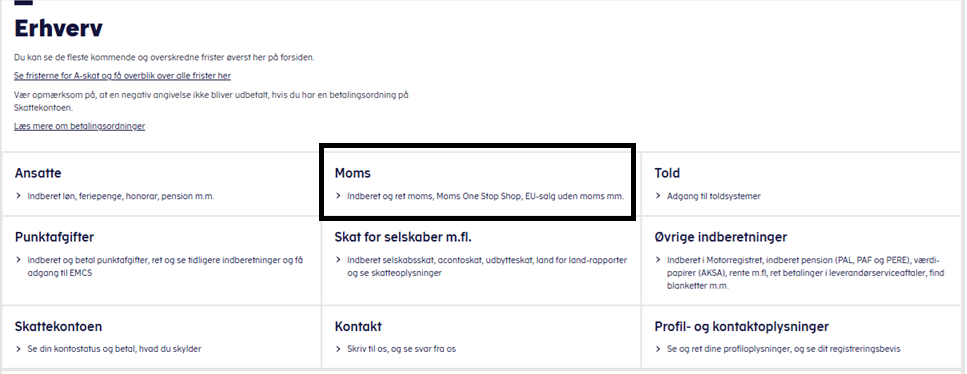 Erhverv
Du kan se de fleste kommende og overskredne frister øverst her på forsiden.
Se fristerne for A-skat og få overblik over alle frister her
Vær opmærksom på, at en negativ angivelse ikke bliver udbetalt, hvis du har en betalingsordning på
Skattekontoen.
Læs mere om betalingsordninger
Ansatte
Indberet løn, feriepenge, honorar, pension m.m.
Moms
Indberet og ret moms, Moms One Stop Shop, EU-salg uden moms mm.
Told
Adgang til toldsystemer
Punktafgifter
Indberet og betal punktafgifter, ret og se tidligere indberetninger og få
adgang til EMCS
Skat for selskaber m.fl.
Indberet selskabsskat, acontoskat, udbytteskat, land for land-rapporter
og se skatteoplysninger
Øvrige indberetninger
Indberet i Motorregistret, indberet pension (PAL, PAF og PERE), værdi-
papirer (AKSA), rente m.fl, ret betalinger i leverandørserviceaftaler, find
blanketter m.m.
Skattekontoen
Se din kontostatus og betal, hvad du skylder
Kontakt
Skriv til os, og se svar fra os
Profil- og kontaktoplysninger
Se og ret dine profiloplysninger, og se dit registreringsbevis